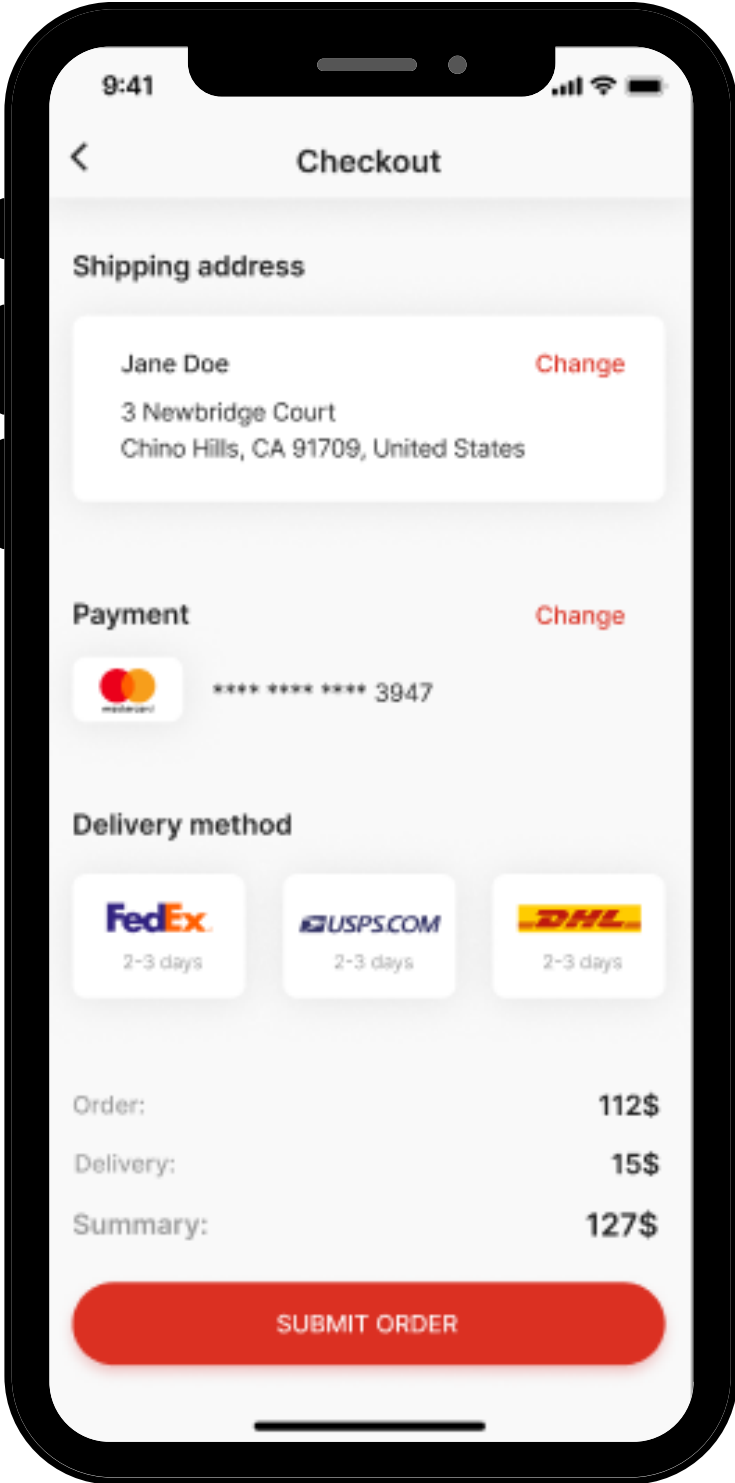 9:41
Checkout
Shipping address
Jane Doe
Change
3 Newbridge Court
Chino Hills, CA 91709, United States
Payment
Change
mastercard
**** **** **** 3947
Delivery method
FedEx
USPS.COM
DHL
2-3 days
2-3 days
2-3 days
Order:
112$
Delivery:
15$
Summary:
127$
SUBMIT ORDER